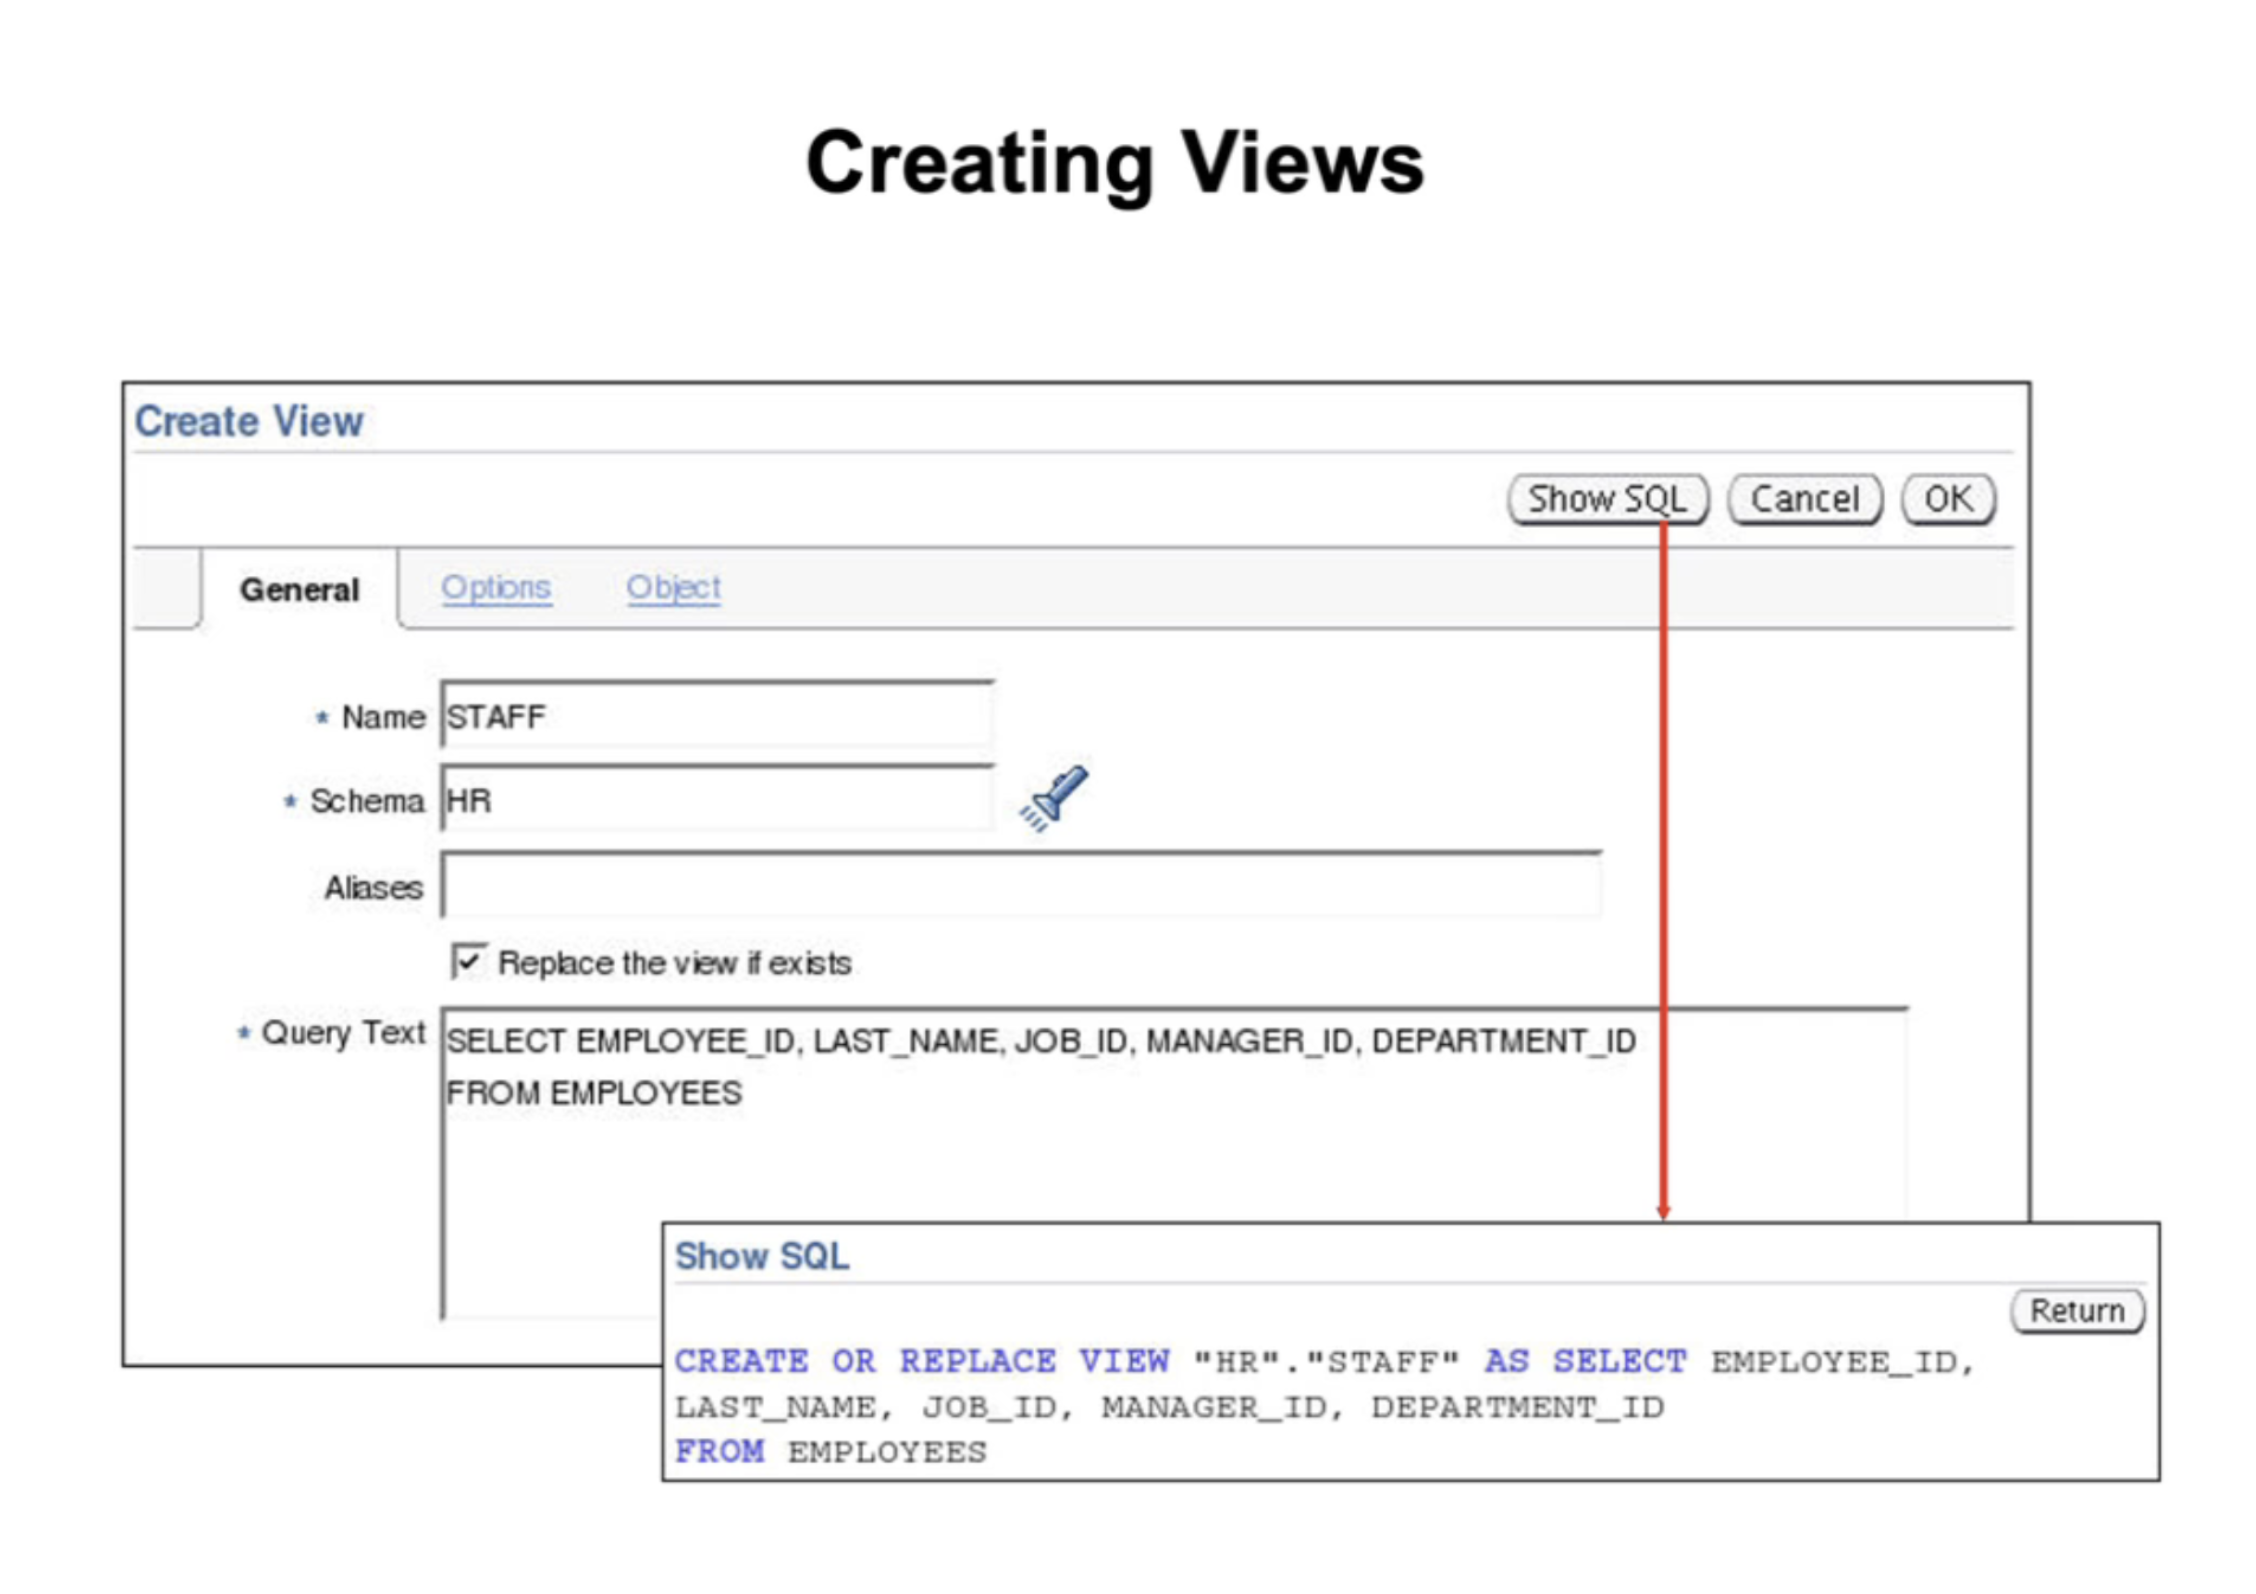 Creating Views
Create View
Show SQL Cancel OK
General Options Object
* Name STAFF
* Schema HR
Aliases
Replace the view if exists
* Query Text SELECT EMPLOYEE_ID, LAST_NAME, JOB_ID, MANAGER_ID, DEPARTMENT_ID
FROM EMPLOYEES
Show SQL
Return
CREATE OR REPLACE VIEW "HR"."STAFF" AS SELECT EMPLOYEE_ID,
LAST_NAME, JOB_ID, MANAGER_ID, DEPARTMENT_ID
FROM EMPLOYEES